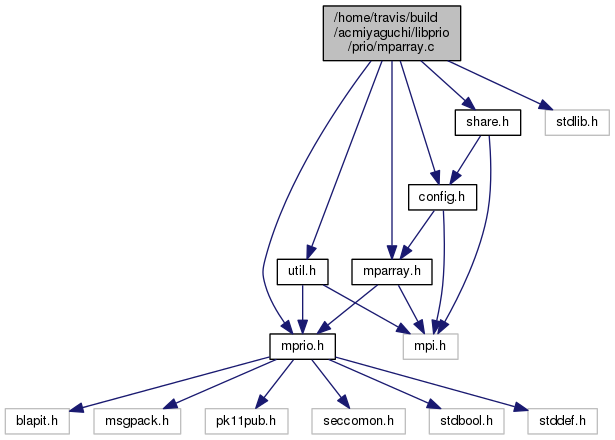 /home/travis/build
/acmiyaguchi/libprio
/prio/mparray.c
share.h
stdlib.h
config.h
util.h
mparray.h
mprio.h
mpi.h
blapit.h
msgpack.h
pk11pub.h
seccomon.h
stdbool.h
stddef.h